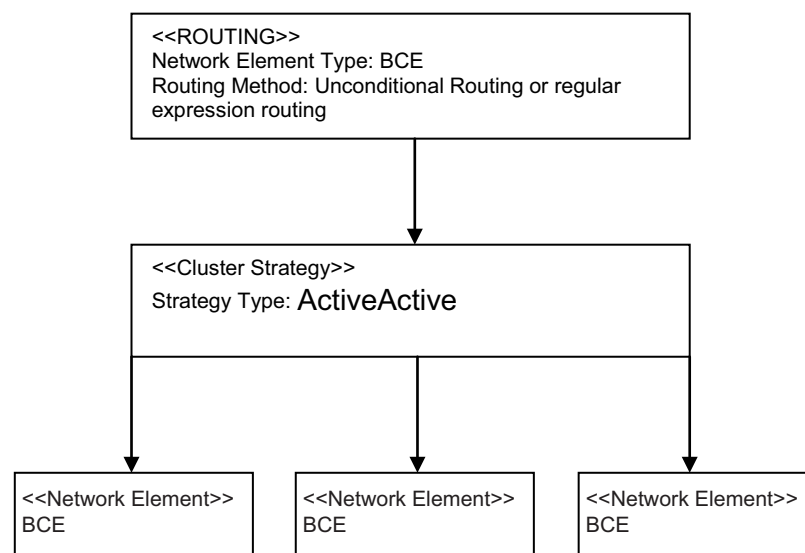 <<ROUTING>>
Network Element Type: BCE
Routing Method: Unconditional Routing or regular
expression routing
<<Cluster Strategy>>
Strategy Type: ActiveActive
<<Network Element>>
BCE
<<Network Element>>
BCE
<<Network Element>>
BCE